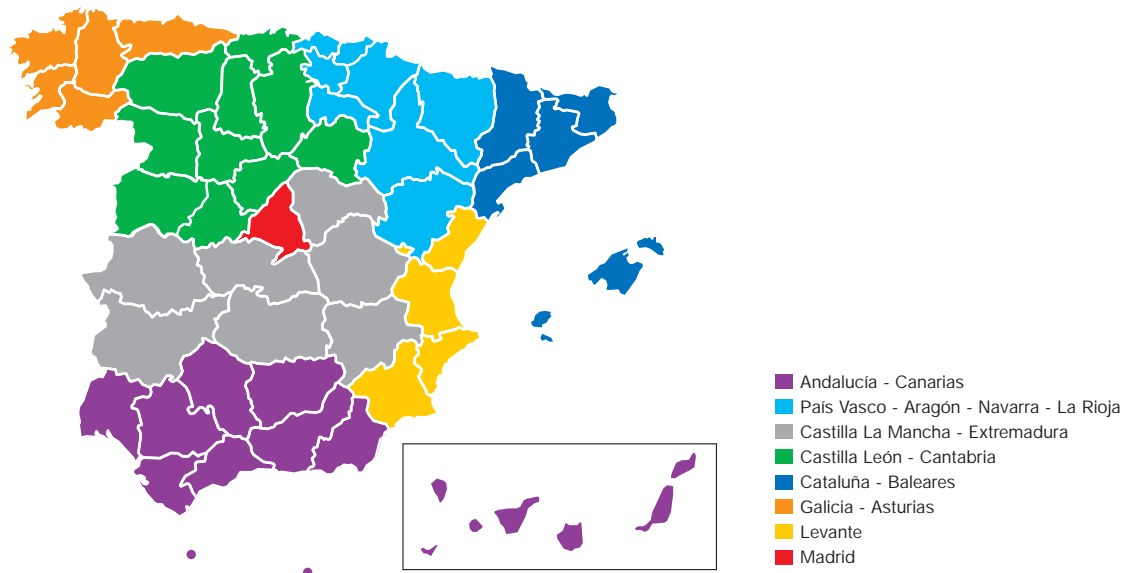 Andalucía - Canarias
País Vasco - Aragón - Navarra - La Rioja
Castilla La Mancha - Extremadura
Castilla León - Cantabria
Cataluña - Baleares
Galicia - Asturias
Levante
Madrid